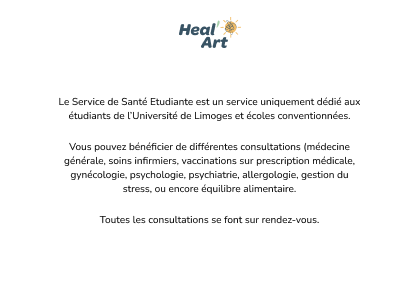 Heal'
Art
Le Service de Santé Etudiante est un service uniquement dédié aux
étudiants de l'Université de Limoges et écoles conventionnées.
Vous pouvez bénéficier de différentes consultations (médecine
générale, soins infirmiers, vaccinations sur prescription médicale,
gynécologie, psychologie, psychiatrie, allergologie, gestion du
stress, ou encore équilibre alimentaire.
Toutes les consultations se font sur rendez-vous.